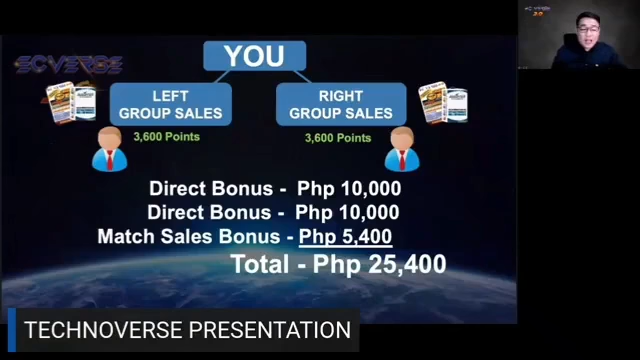 ECVERSE
YOU
LEFT
GROUP SALES
3,600 Points
RIGHT
GROUP SALES
3,600 Points
Direct Bonus - Php 10,000
Direct Bonus - Php 10,000
Match Sales Bonus - Php 5,400
Total - Php 25,400
TECHNOVERSE PRESENTATION